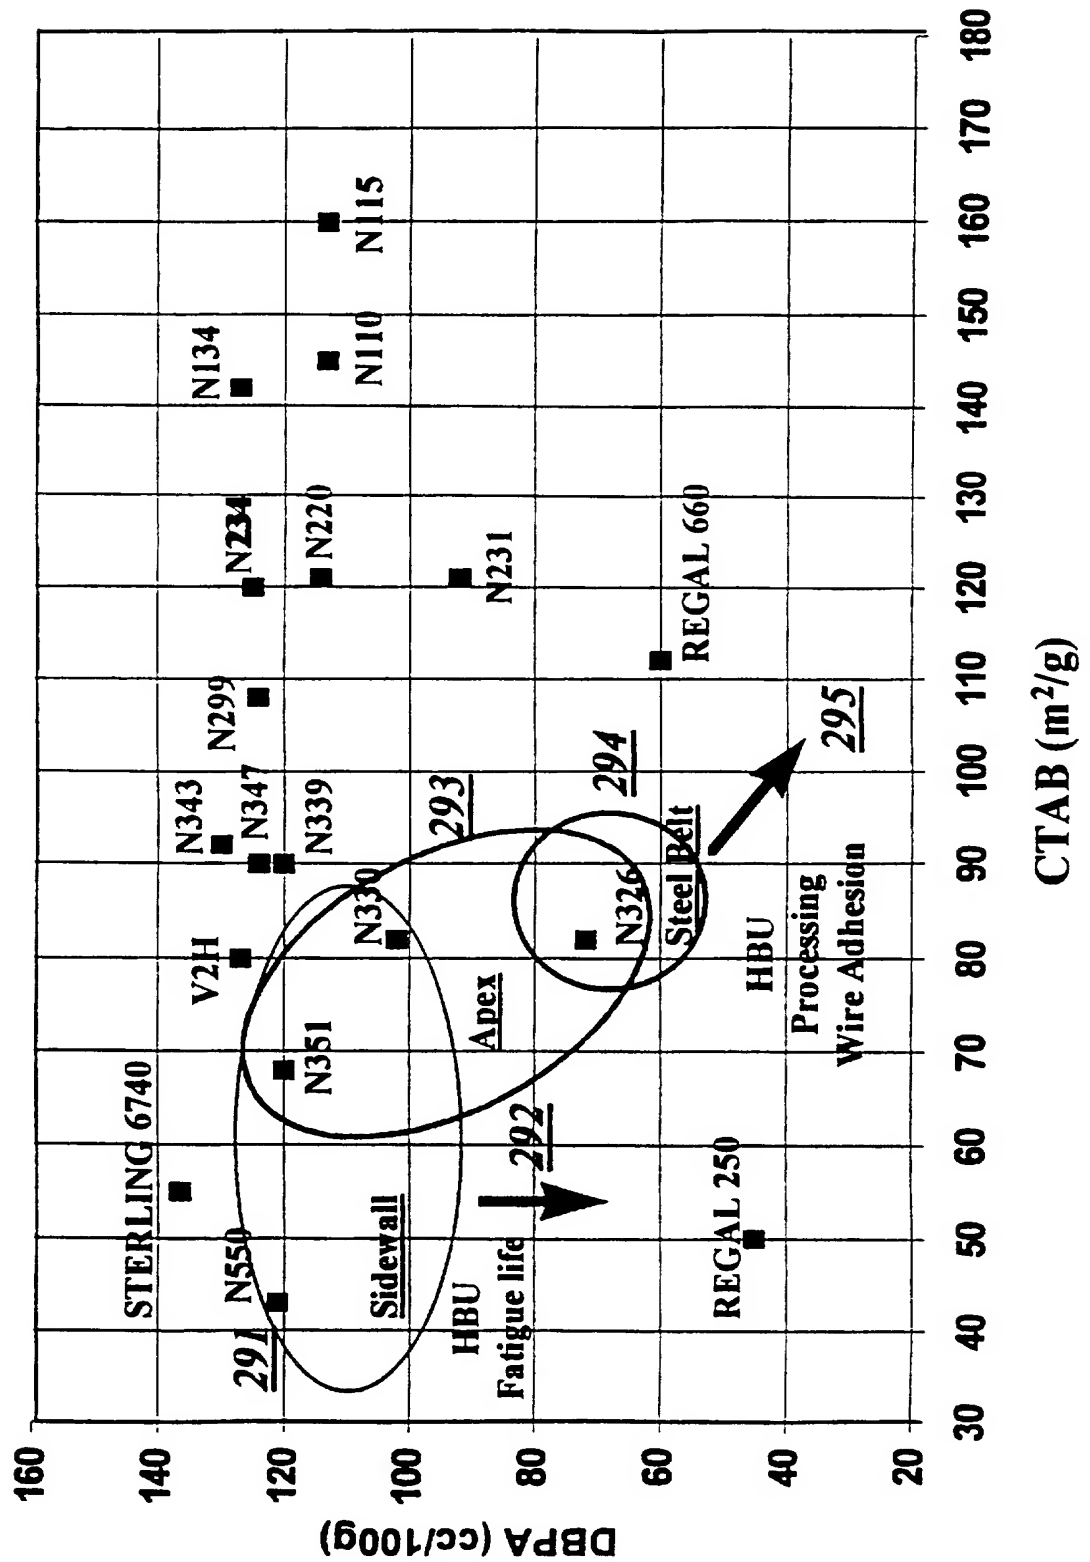 DBPA (cc/100g)
160
140
120
100
80
60
40
20
30
40
50
60
70
80
90
100
110
120
130
140
150
160
170
180
CTAB (m²/g)
STERLING 6740
V2H
N343
N299
N234
N134
N550
N351
N347
N339
N220
N110
N115
N330
N231
N326
REGAL 660
REGAL 250
291
Sidewall
HBU
Fatigue life
292
Apex
293
294
Steel Belt
HBU
Processing
Wire Adhesion
295